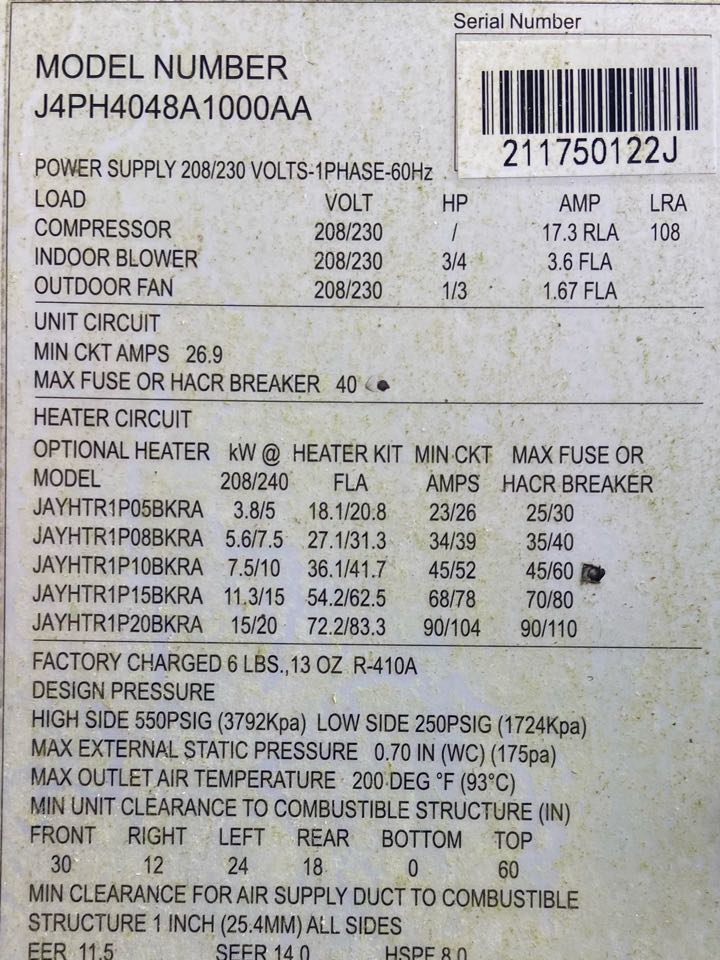 Serial Number
MODEL NUMBER
J4PH4048A1000AA
211750122J
POWER SUPPLY 208/230 VOLTS-1PHASE-60Hz
LOAD VOLT HP AMP LRA
COMPRESSOR 208/230 / 17.3 RLA 108
INDOOR BLOWER 208/230 3/4 3.6 FLA
OUTDOOR FAN 208/230 1/3 1.67 FLA
UNIT CIRCUIT
MIN CKT AMPS 26.9
MAX FUSE OR HACR BREAKER 40
HEATER CIRCUIT
OPTIONAL HEATER kW @ HEATER KIT MIN CKT MAX FUSE OR
MODEL 208/240 FLA AMPS HACR BREAKER
JAYHTR1P05BKRA 3.8/5 18.1/20.8 23/26 25/30
JAYHTR1P08BKRA 5.6/7.5 27.1/31.3 34/39 35/40
JAYHTR1P10BKRA 7.5/10 36.1/41.7 45/52 45/60
JAYHTR1P15BKRA 11.3/15 54.2/62.5 68/78 70/80
JAYHTR1P20BKRA 15/20 72.2/83.3 90/104 90/110
FACTORY CHARGED 6 LBS.,13 OZ R-410A
DESIGN PRESSURE
HIGH SIDE 550PSIG (3792Kpa) LOW SIDE 250PSIG (1724Kpa)
MAX EXTERNAL STATIC PRESSURE 0.70 IN (WC) (175pa)
MAX OUTLET AIR TEMPERATURE 200 DEG °F (93°C)
MIN UNIT CLEARANCE TO COMBUSTIBLE STRUCTURE (IN)
FRONT RIGHT LEFT REAR BOTTOM TOP
30 12 24 18 0 60
MIN CLEARANCE FOR AIR SUPPLY DUCT TO COMBUSTIBLE
STRUCTURE 1 INCH (25.4MM) ALL SIDES
EER 11.5 SEER 14.0 HSPF 8.0